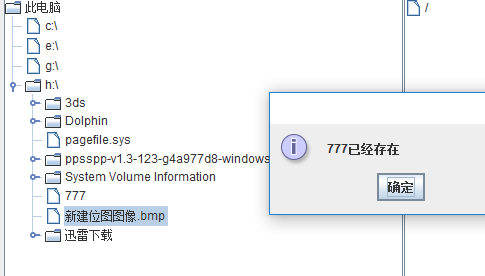 此电脑
c:\
e:\
g:\
h:\
3ds
Dolphin
pagefile.sys
ppsspp-v1.3-123-g4a977d8-windows
System Volume Information
777
新建位图图像.bmp
迅雷下载
/
777已经存在
确定